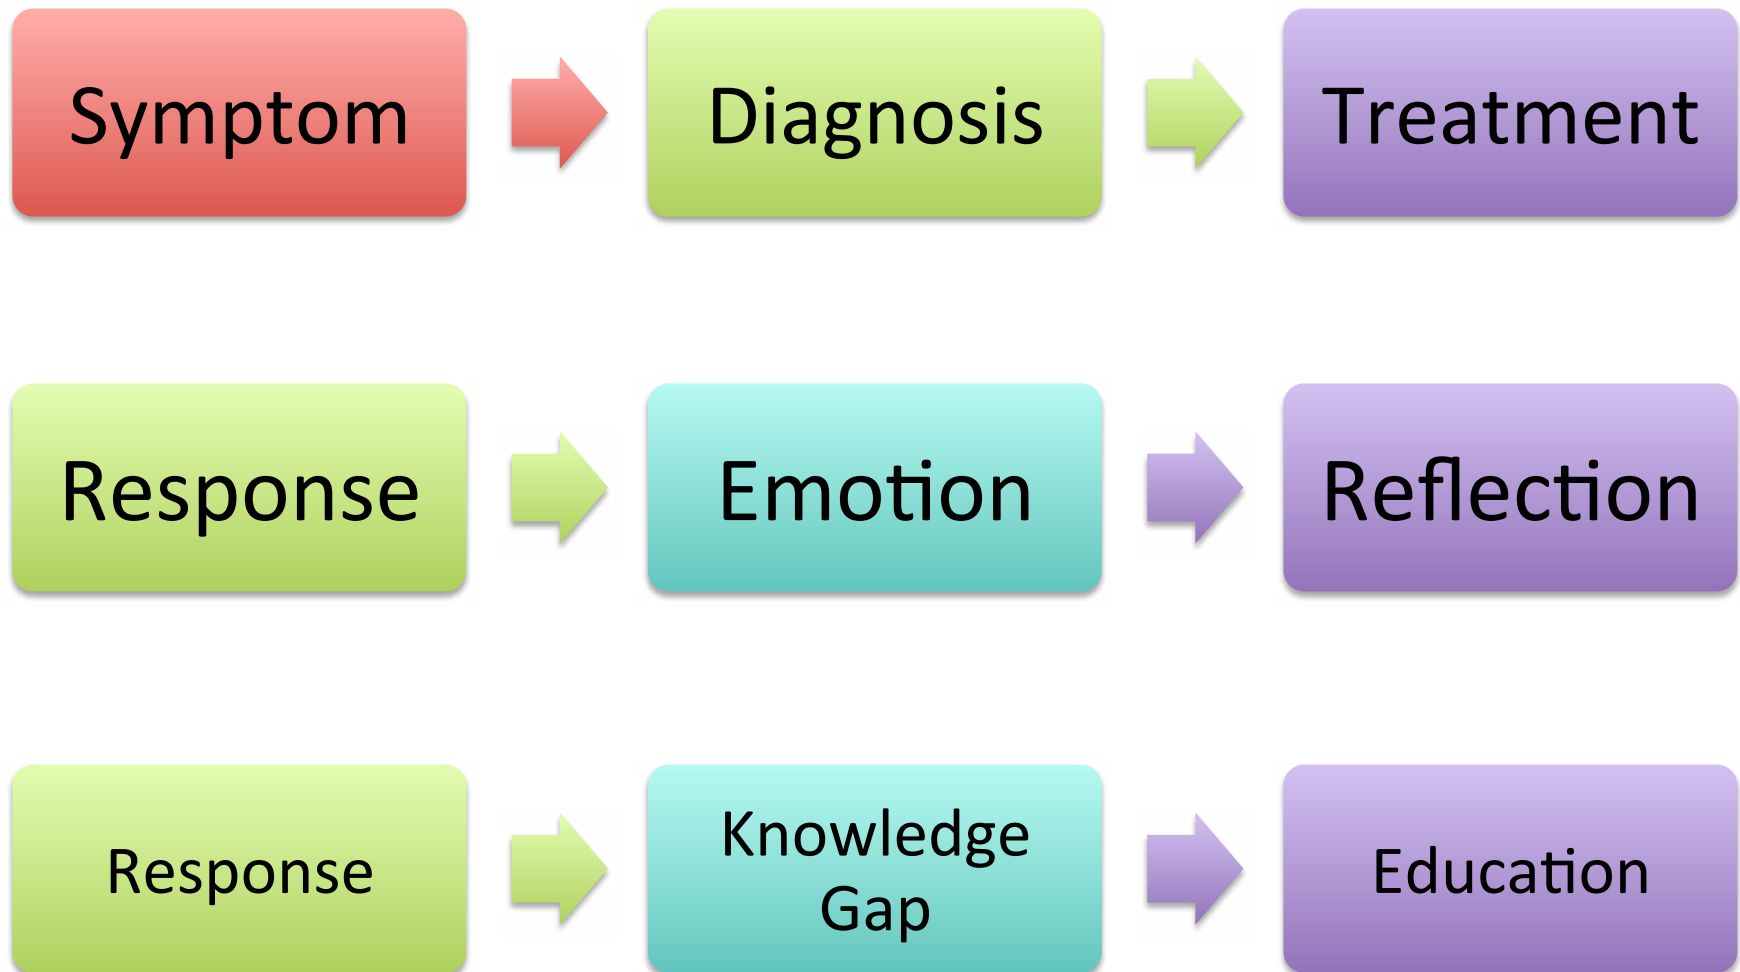 Symptom
Diagnosis
Treatment
Response
Emotion
Reflection
Response
Knowledge
Gap
Education